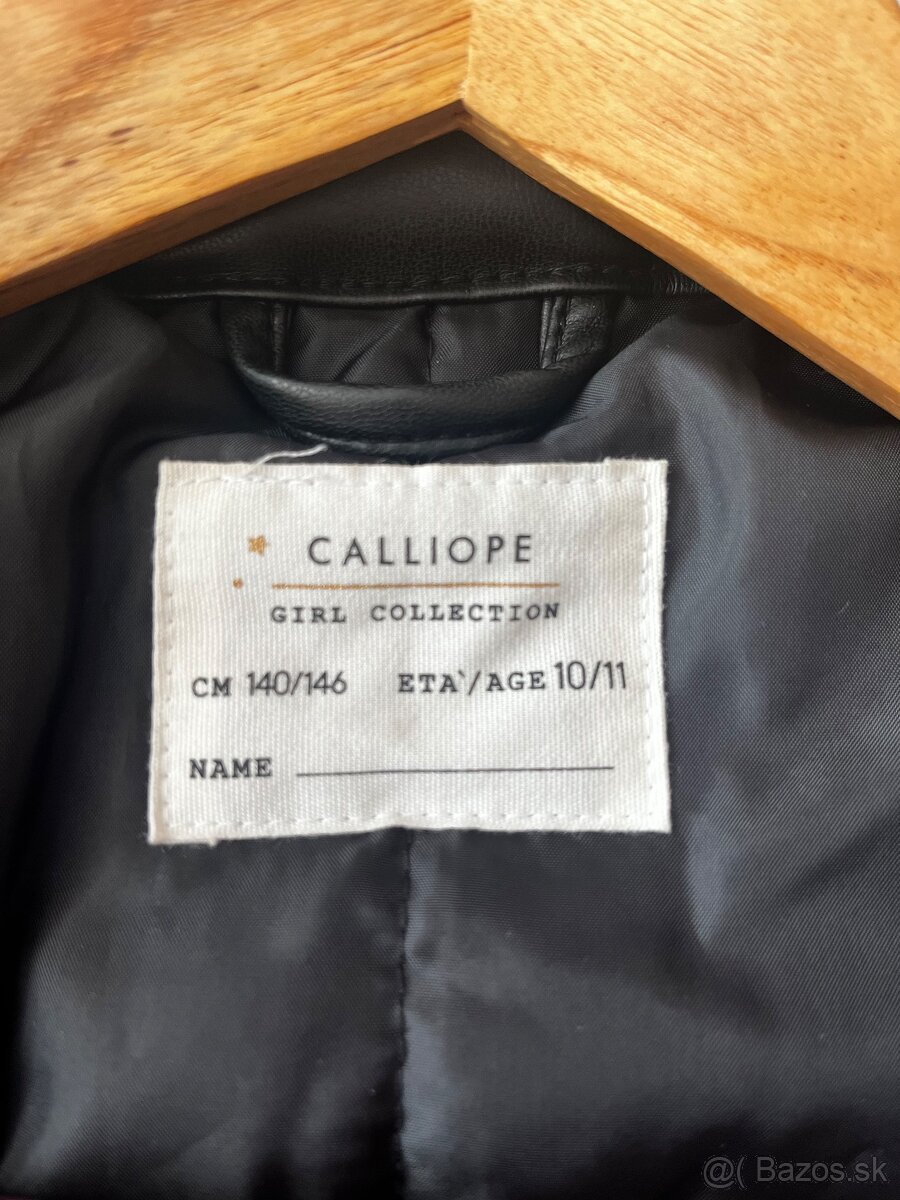 CALLIOPE
GIRL COLLECTION
CM 140/146 ETA'/AGE 10/11
NAME
@( Bazos.sk